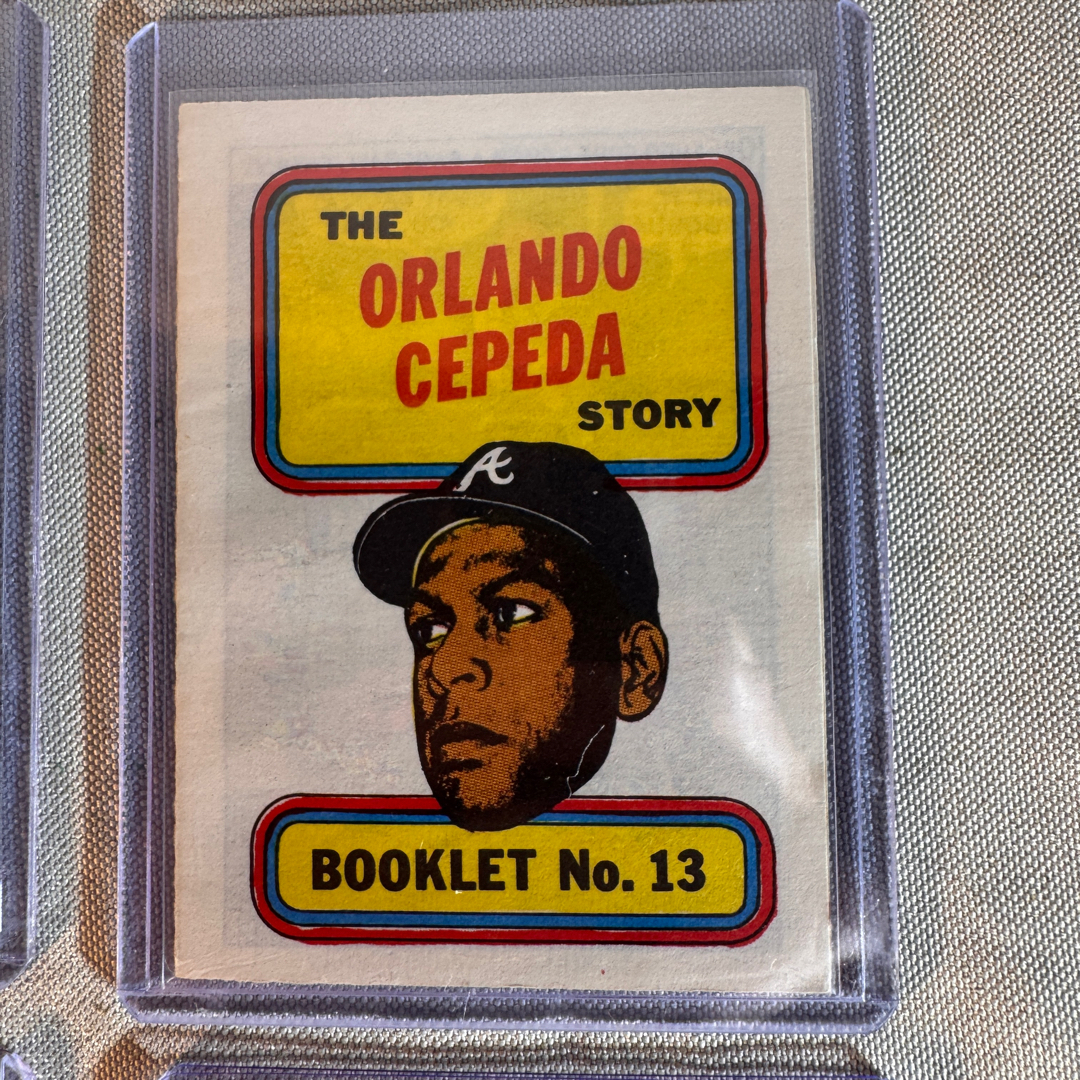 THE
ORLANDO
CEPEDA
STORY
A
BOOKLET No. 13